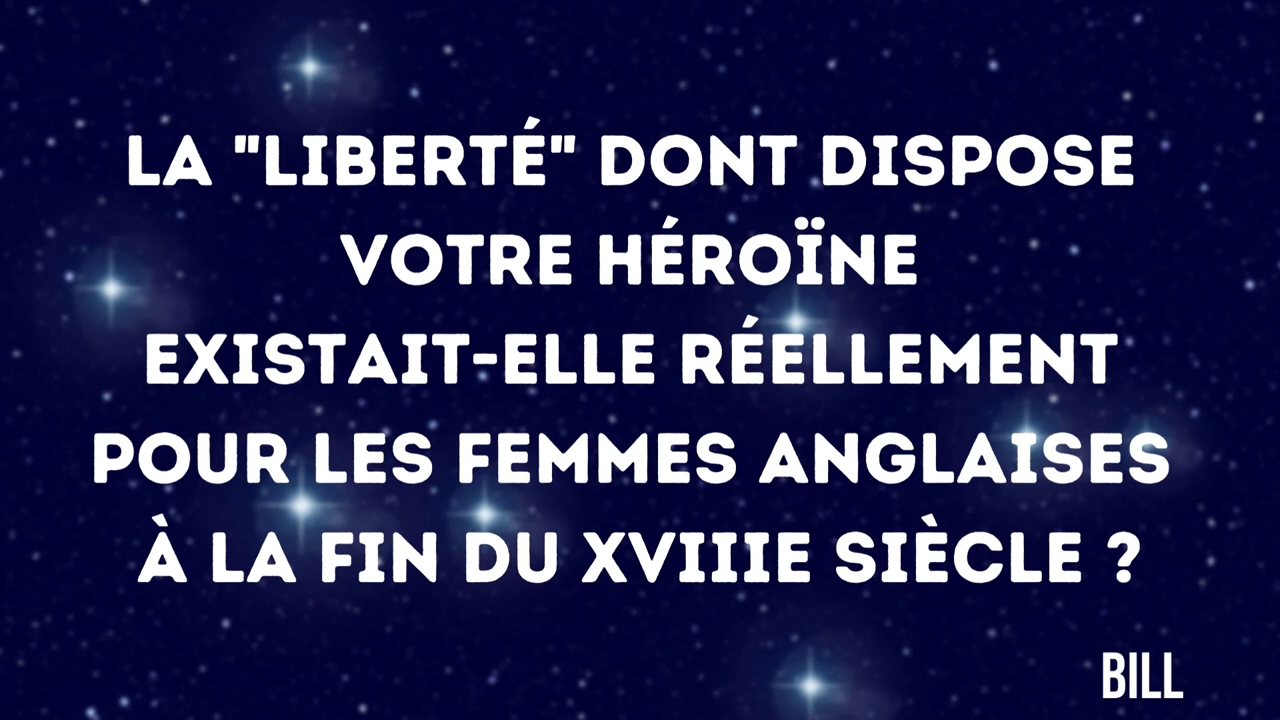 LA "LIBERTÉ" DONT DISPOSE
VOTRE HÉROÏNE
EXISTAIT-ELLE RÉELLEMENT
POUR LES FEMMES ANGLAISES
À LA FIN DU XVIIIE SIÈCLE ?
BILL